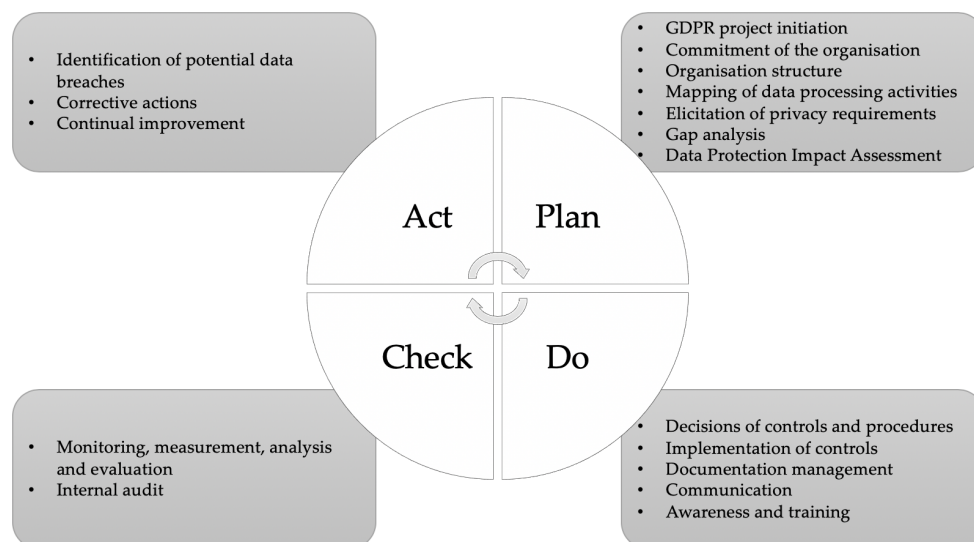 • Identification of potential data
breaches
• Corrective actions
• Continual improvement
• GDPR project initiation
• Commitment of the organisation
• Organisation structure
• Mapping of data processing activities
• Elicitation of privacy requirements
• Gap analysis
• Data Protection Impact Assessment
Act
Plan
Check
Do
• Monitoring, measurement, analysis
and evaluation
• Internal audit
• Decisions of controls and procedures
• Implementation of controls
• Documentation management
• Communication
• Awareness and training